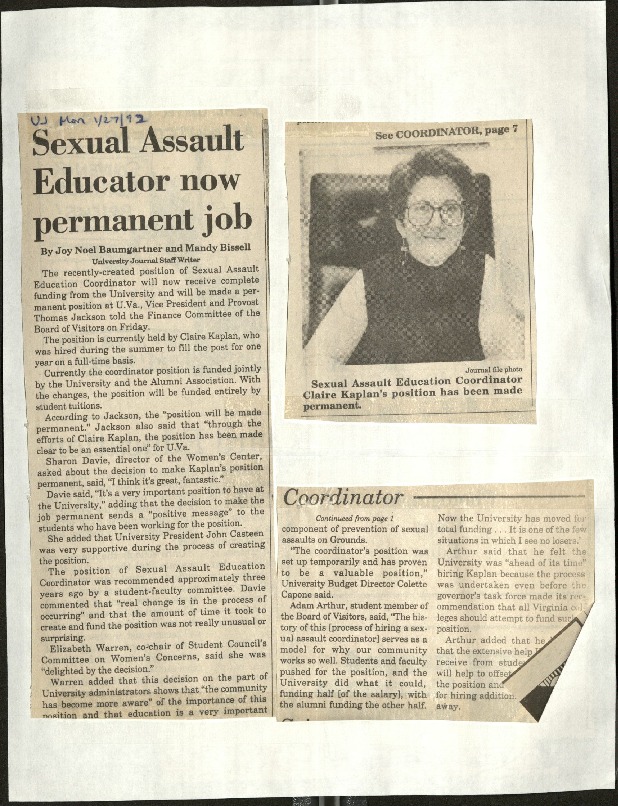 UJ Mon 1/27/92
Sexual Assault
Educator now
permanent job
By Joy Noel Baumgartner and Mandy Bissell
University Journal Staff Writer
The recently-created position of Sexual Assault
Education Coordinator will now receive complete
funding from the University and will be made a per-
manent position at U.Va., Vice President and Provost
Thomas Jackson told the Finance Committee of the
Board of Visitors on Friday.
The position is currently held by Claire Kaplan, who
was hired during the summer to fill the post for one
year on a full-time basis.
Currently the coordinator position is funded jointly
by the University and the Alumni Association. With
the changes, the position will be funded entirely by
student tuitions.
According to Jackson, the "position will be made
permanent." Jackson also said that "through the
efforts of Claire Kaplan, the position has been made
clear to be an essential one" for U.Va.
Sharon Davie, director of the Women's Center,
asked about the decision to make Kaplan's position
permanent, said, "I think it's great, fantastic."
Davie said, "It's a very important position to have at
the University," adding that the decision to make the
job permanent sends a "positive message" to the
students who have been working for the position.
She added that University President John Casteen
was very supportive during the process of creating
the position.
The position of Sexual Assault Education
Coordinator was recommended approximately three
years ago by a student-faculty committee. Davie
commented that "real change is in the process of
occurring" and that the amount of time it took to
create and fund the position was not really unusual or
surprising.
Elizabeth Warren, co-chair of Student Council's
Committee on Women's Concerns, said she was
"delighted by the decision."
Warren added that this decision on the part of
University administrators shows that "the community
has become more aware" of the importance of this
position and that education is a very important
See COORDINATOR, page 7
Journal file photo
Sexual Assault Education Coordinator
Claire Kaplan's position has been made
permanent.
Coordinator
Continued from page 1
component of prevention of sexual
assaults on Grounds.
"The coordinator's position was
set up temporarily and has proven
to be a valuable position,"
University Budget Director Colette
Capone said.
Adam Arthur, student member of
the Board of Visitors, said, "The his-
tory of this [process of hiring a sex-
ual assault coordinator] serves as a
model for why our community
works so well. Students and faculty
pushed for the position, and the
University did what it could,
funding half [of the salary], with
the alumni funding the other half.
Now the University has moved for
total funding . . . It is one of the few
situations in which I see no losers."
Arthur said that he felt the
University was "ahead of its time"
hiring Kaplan because the process
was undertaken even before the
governor's task force made its rec-
ommendation that all Virginia col-
leges should attempt to fund such
position.
Arthur added that he
that the extensive help
receive from stude
will help to offset
the position and
for hiring addition
away.